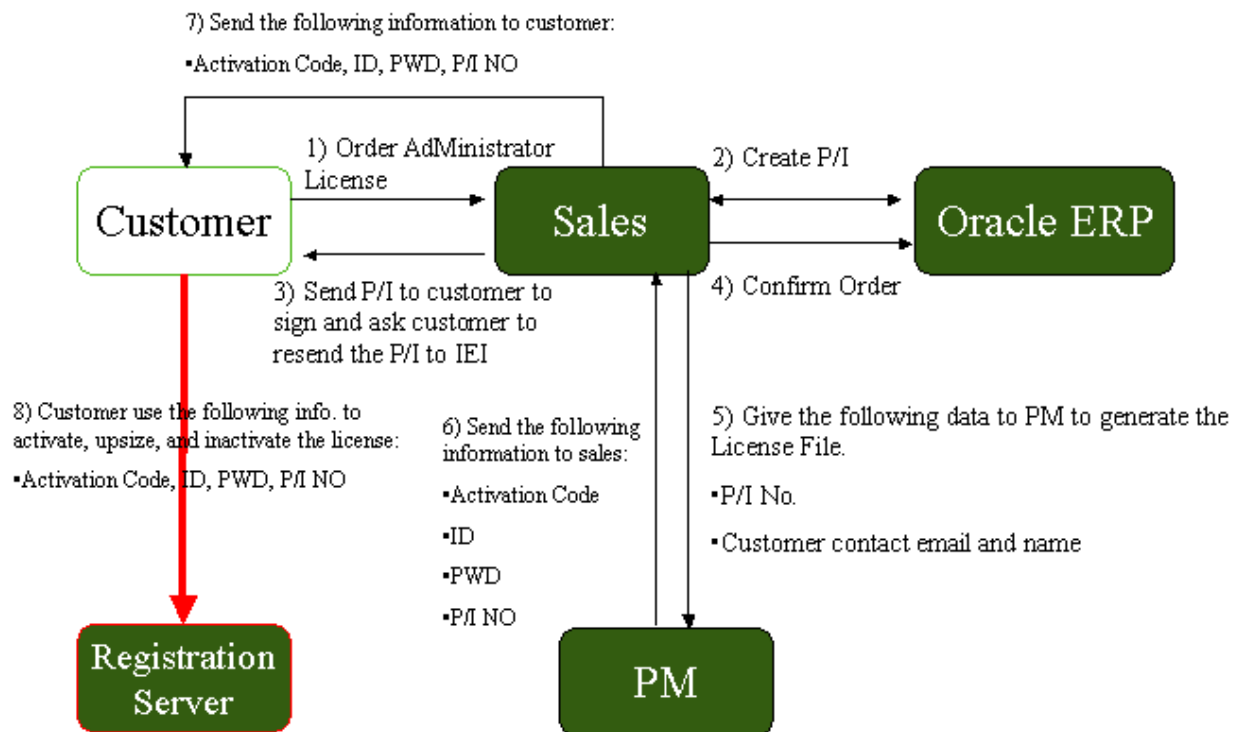 7) Send the following information to customer:
▪Activation Code, ID, PWD, P/I NO
1) Order AdMinistrator
License
2) Create P/I
Customer
Sales
Oracle ERP
3) Send P/I to customer to
sign and ask customer to
resend the P/I to IEI
4) Confirm Order
8) Customer use the following info. to
activate, upsize, and inactivate the license:
▪Activation Code, ID, PWD, P/I NO
6) Send the following
information to sales:
▪Activation Code
▪ID
▪PWD
▪P/I NO
5) Give the following data to PM to generate the
License File.
▪P/I No.
▪Customer contact email and name
Registration
Server
PM